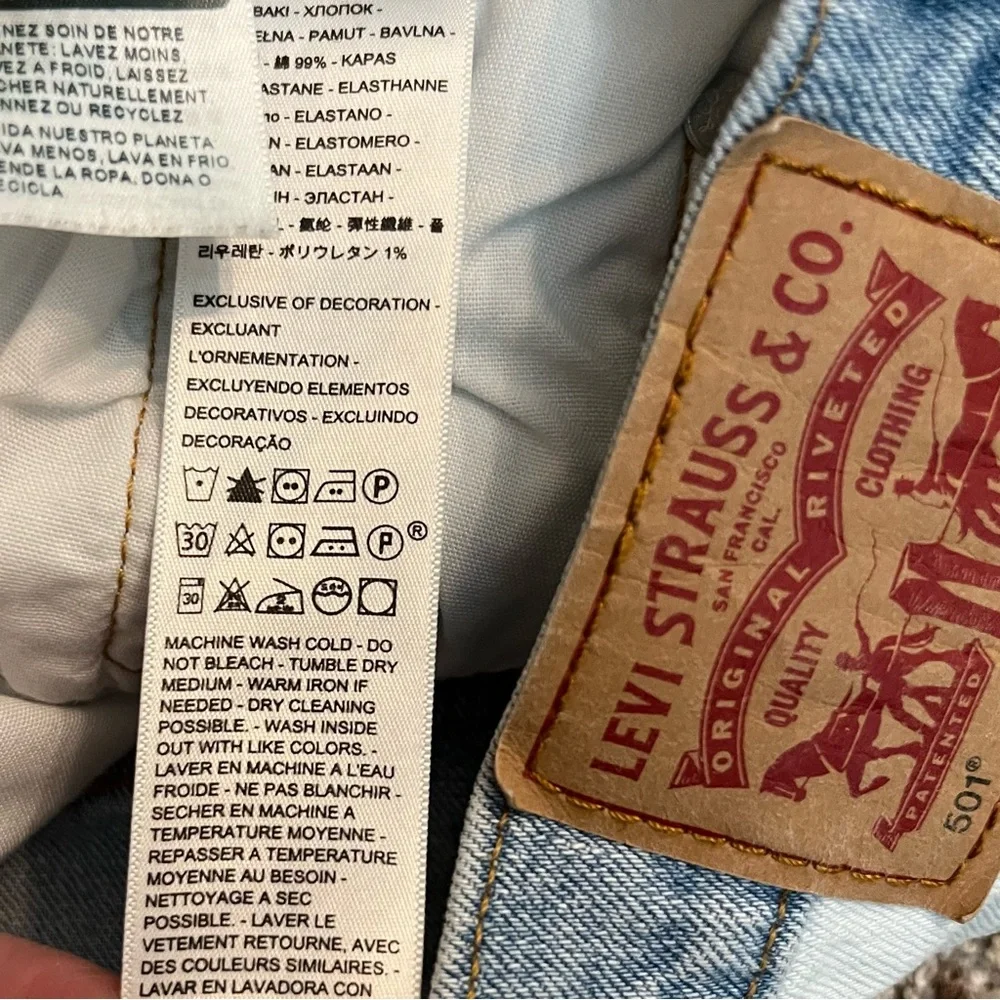 NEZ SOIN DE NOTRE
NETE: LAVEZ MOINS,
VEZ A FROID, LAISSEZ
CHER NATURELLEMENT,
NNEZ OU RECYCLEZ
IDA NUESTRO PLANETA
VA MENOS, LAVA EN FRIO
ENDE LA ROPA, DONA O
ECICLA
BAKI - ХЛОПОК -
EŁNA - PAMUT - BAVLNA -
- 綿 99% - KAPAS
ASTANE - ELASTHANNE
no - ELASTANO -
N - ELASTOMERO -
AN - ELASTAAN -
IH - ЭЛАСТАН -
- 氨纶 - 彈性纖維 - 폴
리우레탄 - ポリウレタン 1%
EXCLUSIVE OF DECORATION -
EXCLUANT
L'ORNEMENTATION -
EXCLUYENDO ELEMENTOS
DECORATIVOS - EXCLUINDO
DECORAÇÃO
P
30 P ®
30
MACHINE WASH COLD - DO
NOT BLEACH - TUMBLE DRY
MEDIUM - WARM IRON IF
NEEDED - DRY CLEANING
POSSIBLE. - WASH INSIDE
OUT WITH LIKE COLORS. -
LAVER EN MACHINE A L'EAU
FROIDE - NE PAS BLANCHIR -
SECHER EN MACHINE A
TEMPERATURE MOYENNE -
REPASSER A TEMPERATURE
MOYENNE AU BESOIN -
NETTOYAGE A SEC
POSSIBLE. - LAVER LE
VETEMENT RETOURNE, AVEC
DES COULEURS SIMILAIRES. -
LAVAR EN LAVADORA CON
LEVI STRAUSS & CO.
SAN FRANCISCO
CAL.
ORIGINAL RIVETED
QUALITY CLOTHING
PATENTED
501®